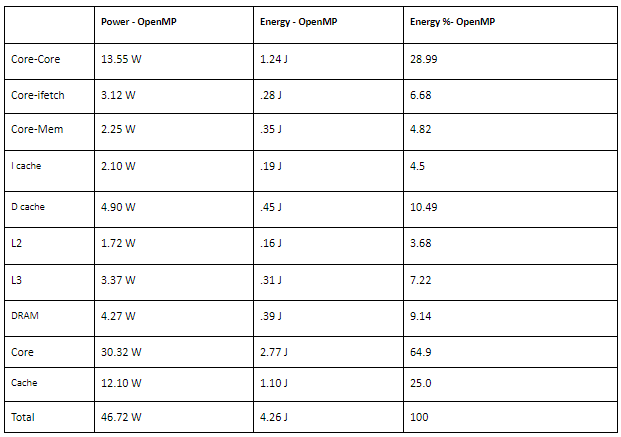 Power - OpenMP Energy - OpenMP Energy %- OpenMP
Core-Core 13.55 W 1.24 J 28.99
Core-ifetch 3.12 W .28 J 6.68
Core-Mem 2.25 W .35 J 4.82
I cache 2.10 W .19 J 4.5
D cache 4.90 W .45 J 10.49
L2 1.72 W .16 J 3.68
L3 3.37 W .31 J 7.22
DRAM 4.27 W .39 J 9.14
Core 30.32 W 2.77 J 64.9
Cache 12.10 W 1.10 J 25.0
Total 46.72 W 4.26 J 100